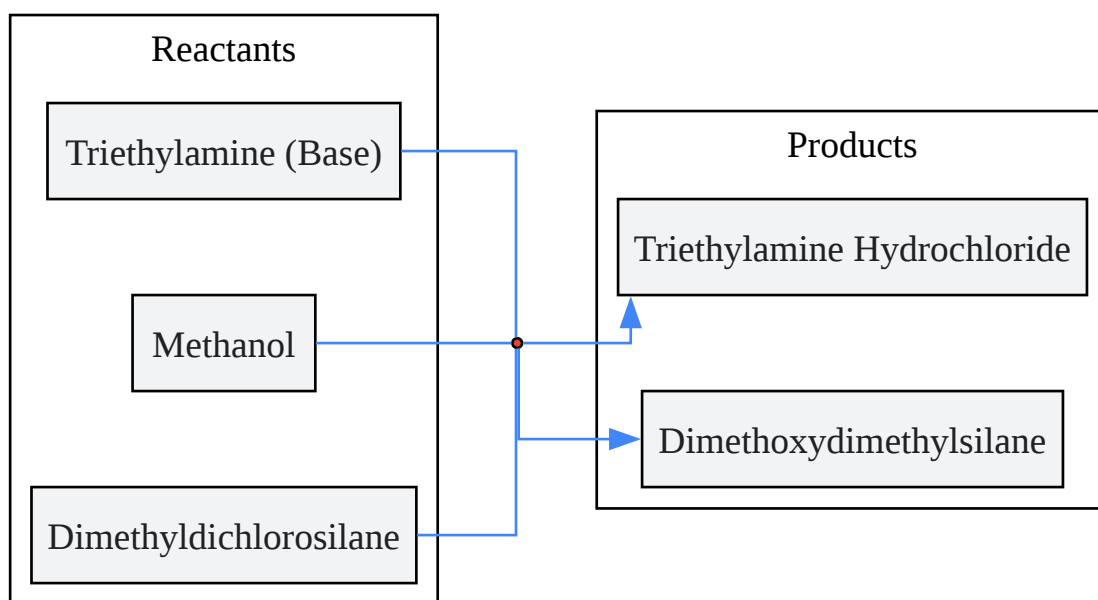 Reactants
Triethylamine (Base)
Methanol
Dimethyldichlorosilane
Products
Triethylamine Hydrochloride
Dimethoxydimethylsilane